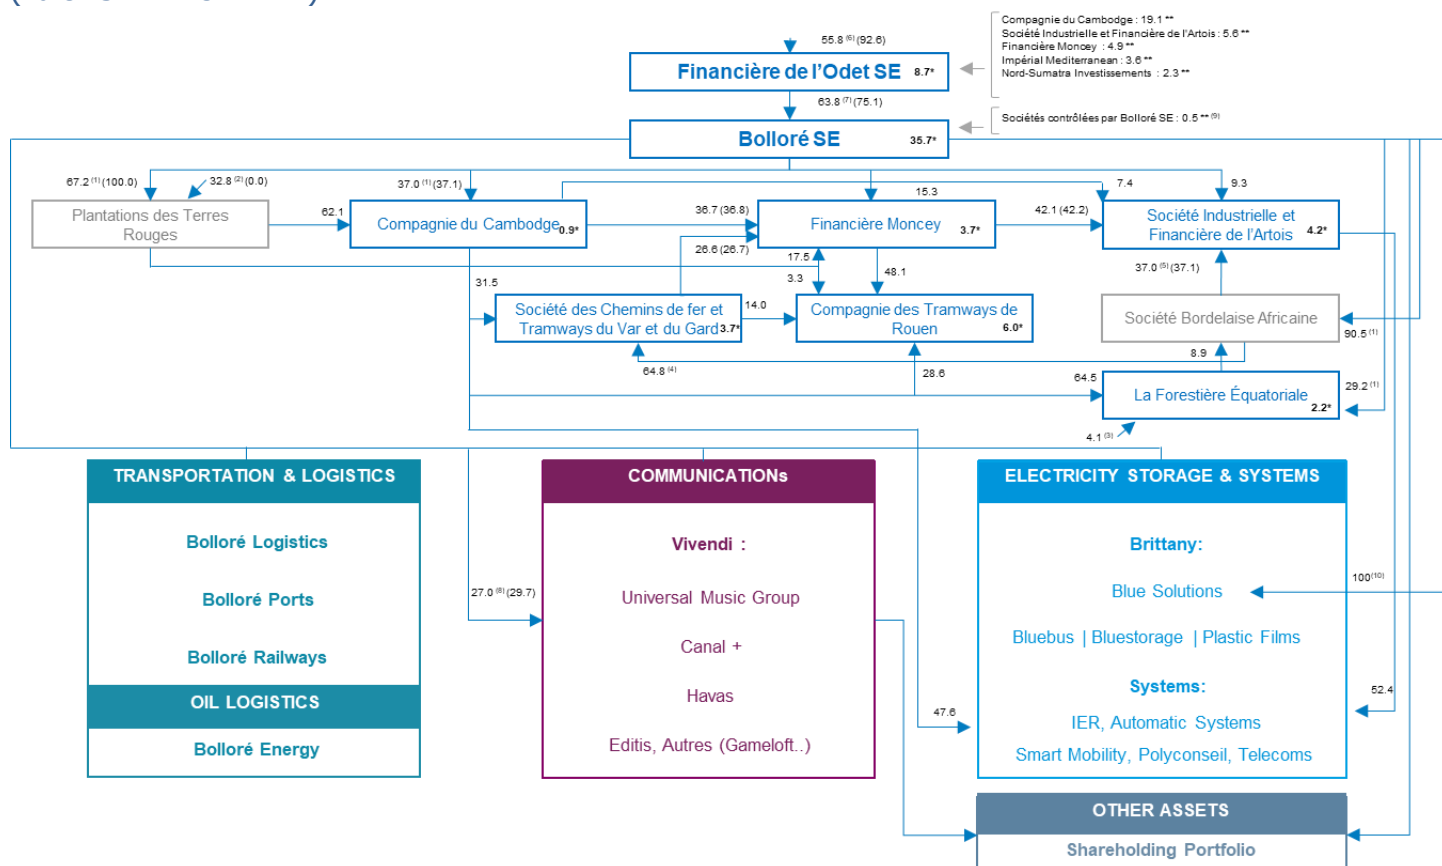 Compagnie du Cambodge : 19.1 **
Société Industrielle et Financière de l'Artois : 5.6 **
Financière Moncey : 4.9 **
Impérial Mediterranean : 3.6 **
Nord-Sumatra Investissements : 2.3 **
55.8 (6) (92.6)
Financière de l'Odet SE 8.7*
63.8 (7) (75.1)
Sociétés contrôlées par Bolloré SE : 0.5 ** (9)
Bolloré SE 35.7*
67.2 (1) (100.0)
32.8 (2) (0.0)
37.0 (1) (37.1)
15.3
7.4
9.3
Plantations des Terres
Rouges
62.1
Compagnie du Cambodge 0.9*
36.7 (36.8)
Financière Moncey
3.7*
42.1 (42.2)
Société Industrielle et
Financière de l'Artois
4.2*
26.6 (26.7)
17.5
3.3
48.1
37.0 (5) (37.1)
31.5
Société des Chemins de fer et
Tramways du Var et du Gard 3.7*
14.0
Compagnie des Tramways de
Rouen
6.0*
Société Bordelaise Africaine
90.5 (1)
8.9
64.8 (4)
28.6
64.5
La Forestière Équatoriale
2.2*
29.2 (1)
4.1 (3)
TRANSPORTATION & LOGISTICS
Bolloré Logistics
Bolloré Ports
Bolloré Railways
OIL LOGISTICS
Bolloré Energy
27.0 (8) (29.7)
COMMUNICATIONs
Vivendi :
Universal Music Group
Canal +
Havas
Editis, Autres (Gameloft..)
47.6
ELECTRICITY STORAGE & SYSTEMS
Brittany:
Blue Solutions
100(10)
Bluebus | Bluestorage | Plastic Films
Systems:
52.4
IER, Automatic Systems
Smart Mobility, Polyconseil, Telecoms
OTHER ASSETS
Shareholding Portfolio